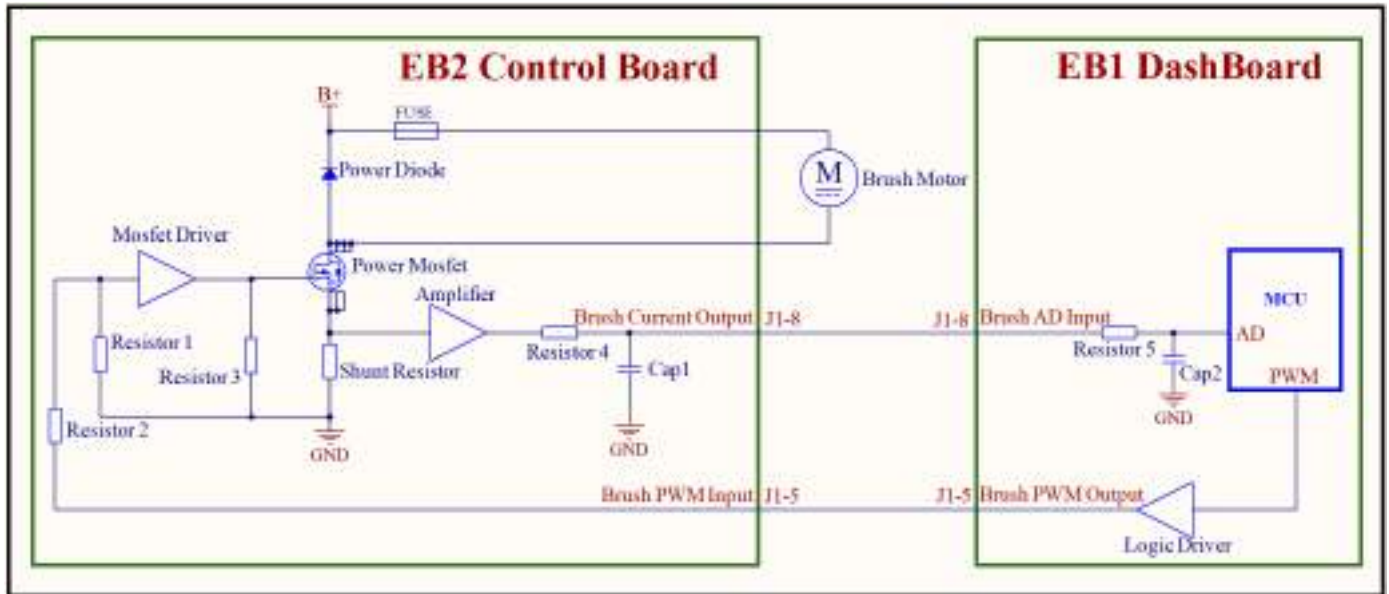 EB2 Control Board
EB1 DashBoard
B+
FUSE
Power Diode
M
Brush Motor
Mosfet Driver
Power Mosfet
Amplifier
MCU
Brush Current Output
J1-8
J1-8
Brush AD Input
AD
Resistor 1
Resistor 3
Shunt Resistor
Resistor 4
Cap1
Resistor 5
Cap2
PWM
Resistor 2
GND
GND
GND
Brush PWM Input
J1-5
J1-5
Brush PWM Output
Logic Driver